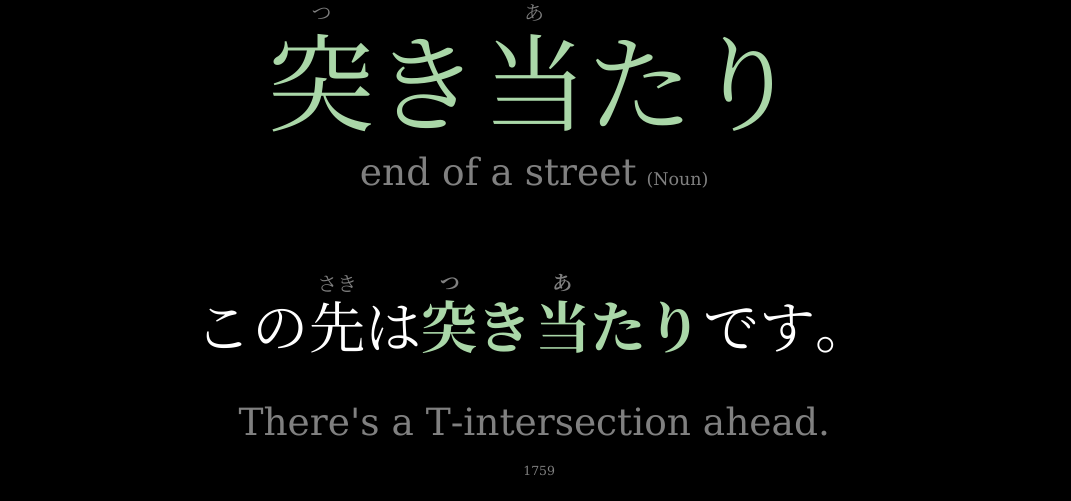 つ あ
突き当たり
end of a street (Noun)
さき つ あ
この先は突き当たりです。
There's a T-intersection ahead.
1759